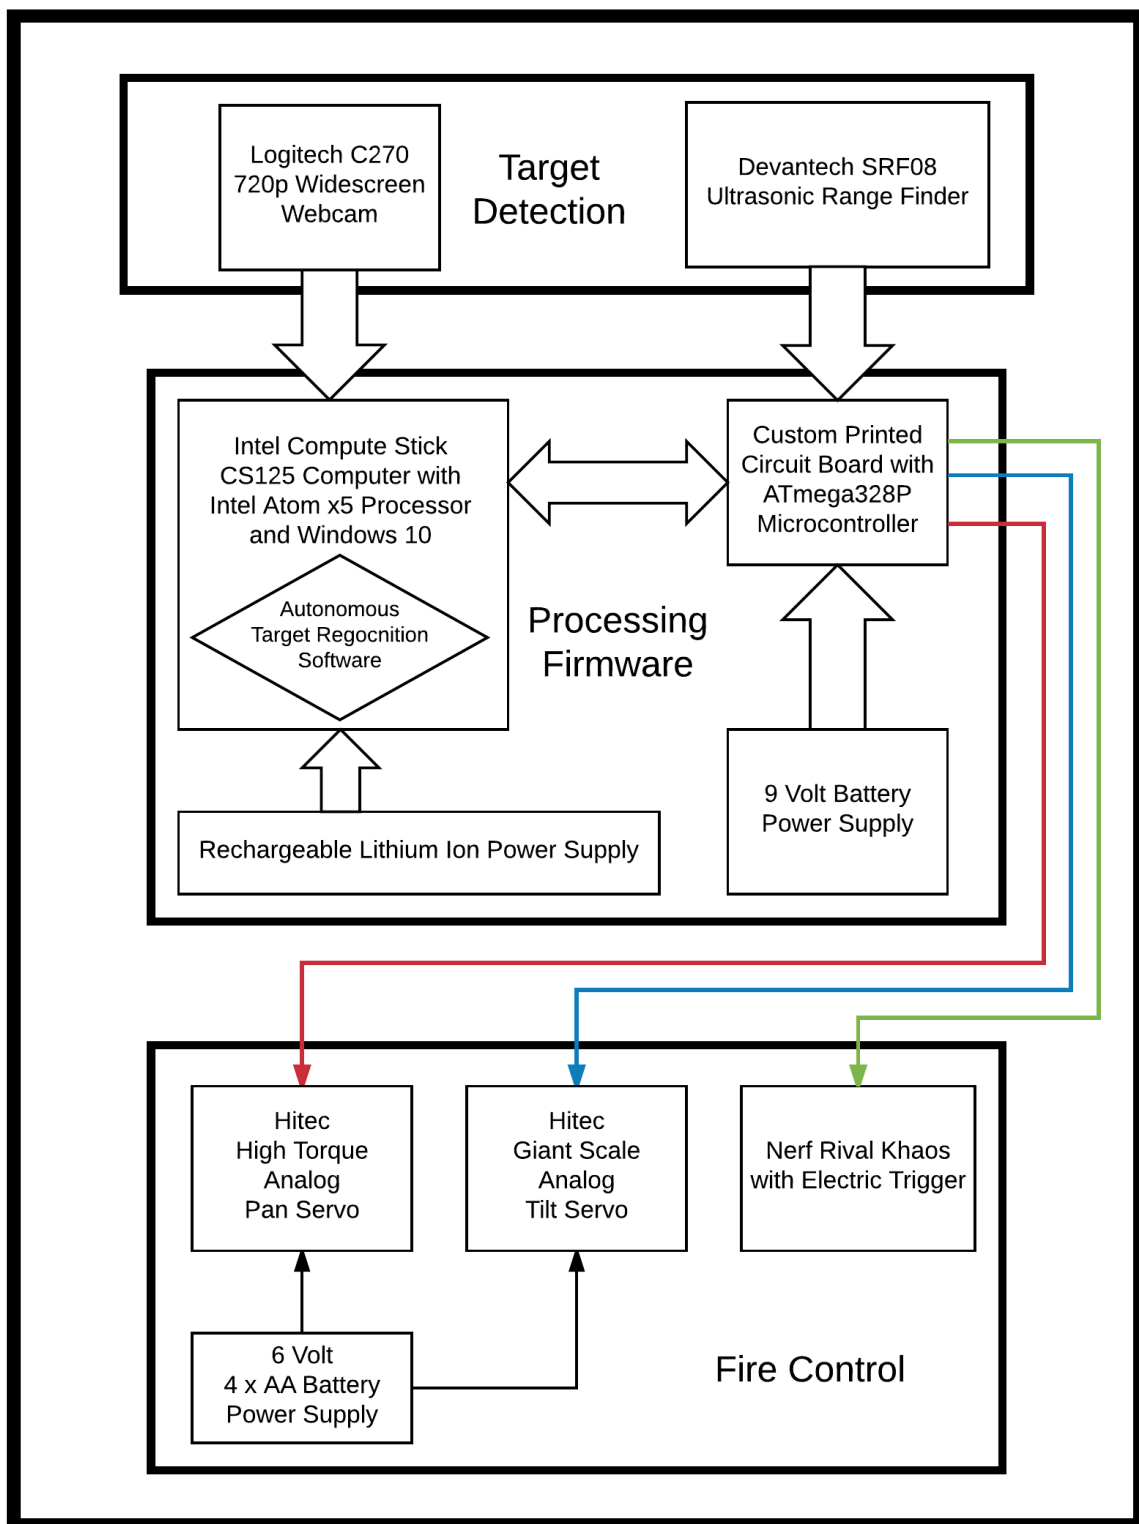 Logitech C270
720p Widescreen
Webcam
Target
Detection
Devantech SRF08
Ultrasonic Range Finder
Intel Compute Stick
CS125 Computer with
Intel Atom x5 Processor
and Windows 10
Autonomous
Target Regocnition
Software
Custom Printed
Circuit Board with
ATmega328P
Microcontroller
Processing
Firmware
Rechargeable Lithium Ion Power Supply
9 Volt Battery
Power Supply
Hitec
High Torque
Analog
Pan Servo
Hitec
Giant Scale
Analog
Tilt Servo
Nerf Rival Khaos
with Electric Trigger
6 Volt
4 x AA Battery
Power Supply
Fire Control